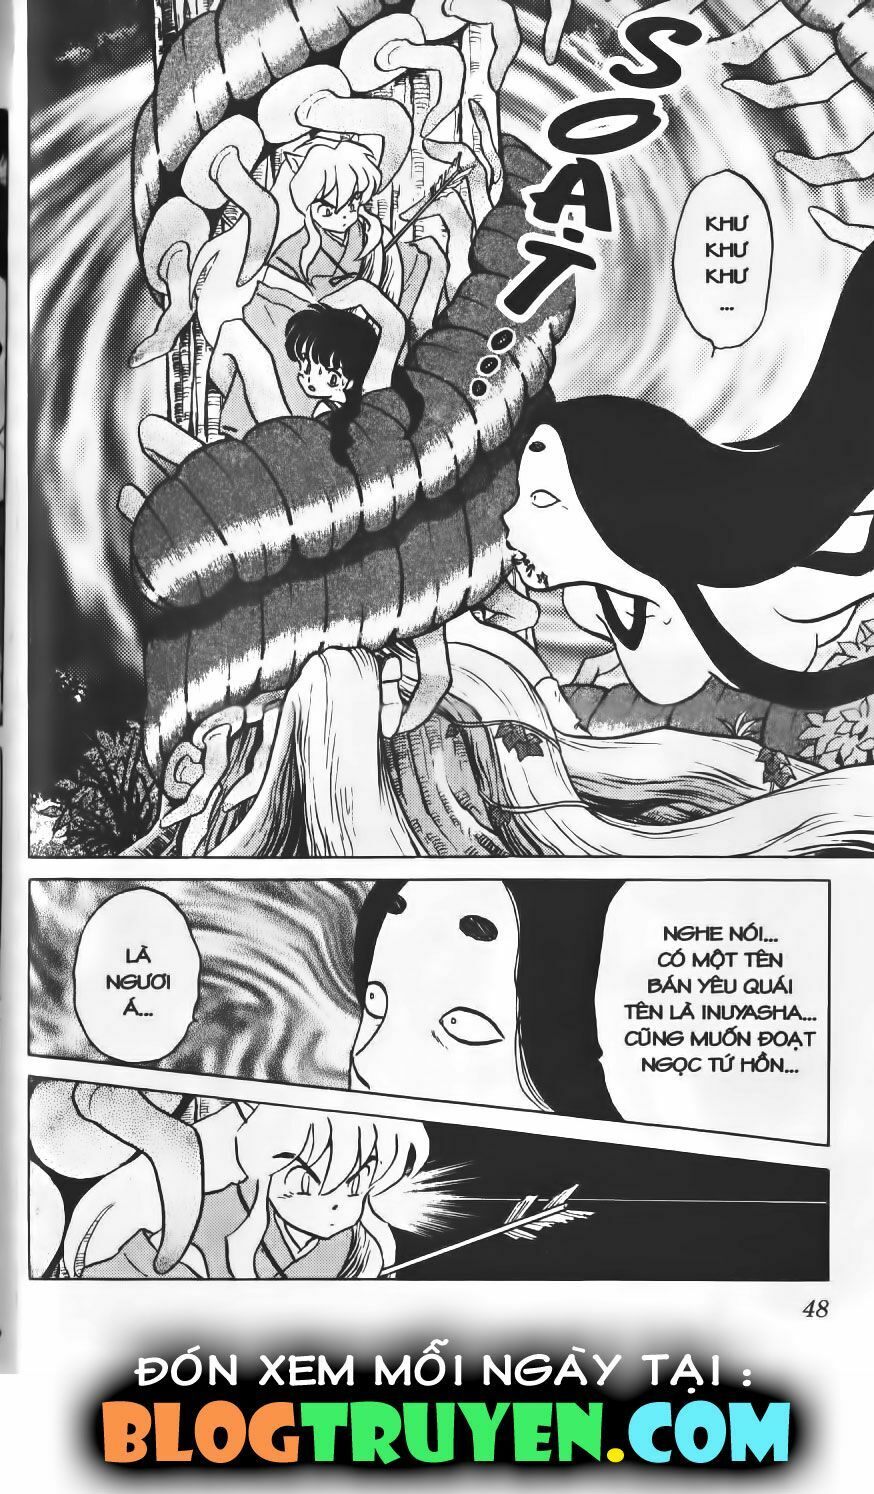 SOẠT...
KHƯ
KHƯ
KHƯ
...
NGHE NÓI...
CÓ MỘT TÊN
BÁN YÊU QUÁI
TÊN LÀ INUYASHA...
CŨNG MUỐN ĐOẠT
NGỌC TỨ HỒN...
LÀ
NGƯƠI
Á...
48
ĐÓN XEM MỖI NGÀY TẠI :
BLOGTRUYEN.COM